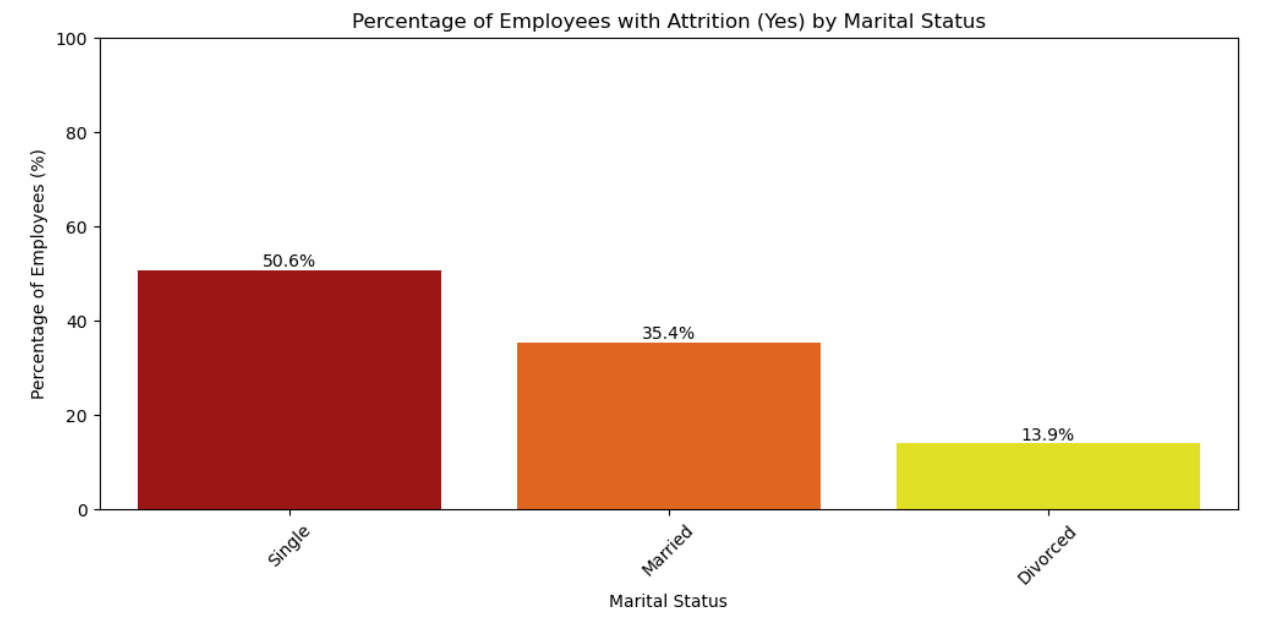 Percentage of Employees with Attrition (Yes) by Marital Status
Percentage of Employees (%)
100
80
60
40
20
0
50.6%
35.4%
13.9%
Single
Married
Divorced
Marital Status